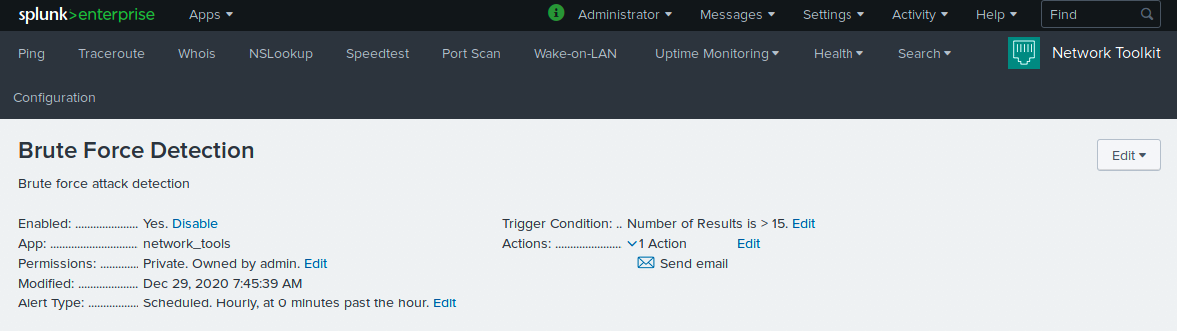 splunk>enterprise Apps Administrator Messages Settings Activity Help Find
Ping Traceroute Whois NSLookup Speedtest Port Scan Wake-on-LAN Uptime Monitoring Health Search Network Toolkit
Configuration
Brute Force Detection
Edit
Brute force attack detection
Enabled: ..................... Yes. Disable
App: ............................. network_tools
Permissions: ............. Private. Owned by admin. Edit
Modified: .................... Dec 29, 2020 7:45:39 AM
Alert Type: ................. Scheduled. Hourly, at 0 minutes past the hour. Edit
Trigger Condition: .. Number of Results is > 15. Edit
Actions: ...................... 1 Action Edit
Send email